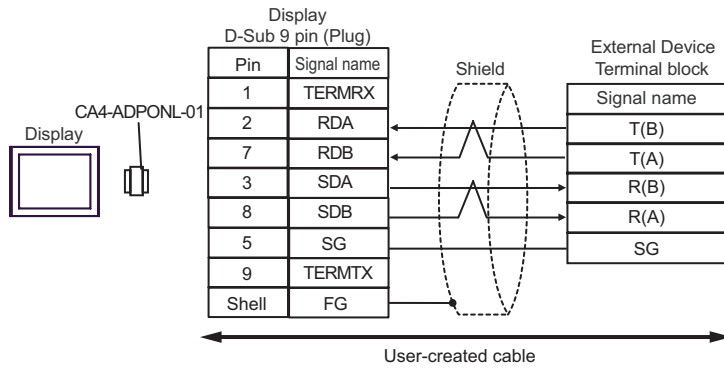 Display
D-Sub 9 pin (Plug)
External Device
Terminal block
Pin Signal name
Shield
Signal name
1 TERMRX
CA4-ADPONL-01
2 RDA
T(B)
Display
7 RDB
T(A)
3 SDA
R(B)
8 SDB
R(A)
5 SG
SG
9 TERMTX
Shell FG
User-created cable